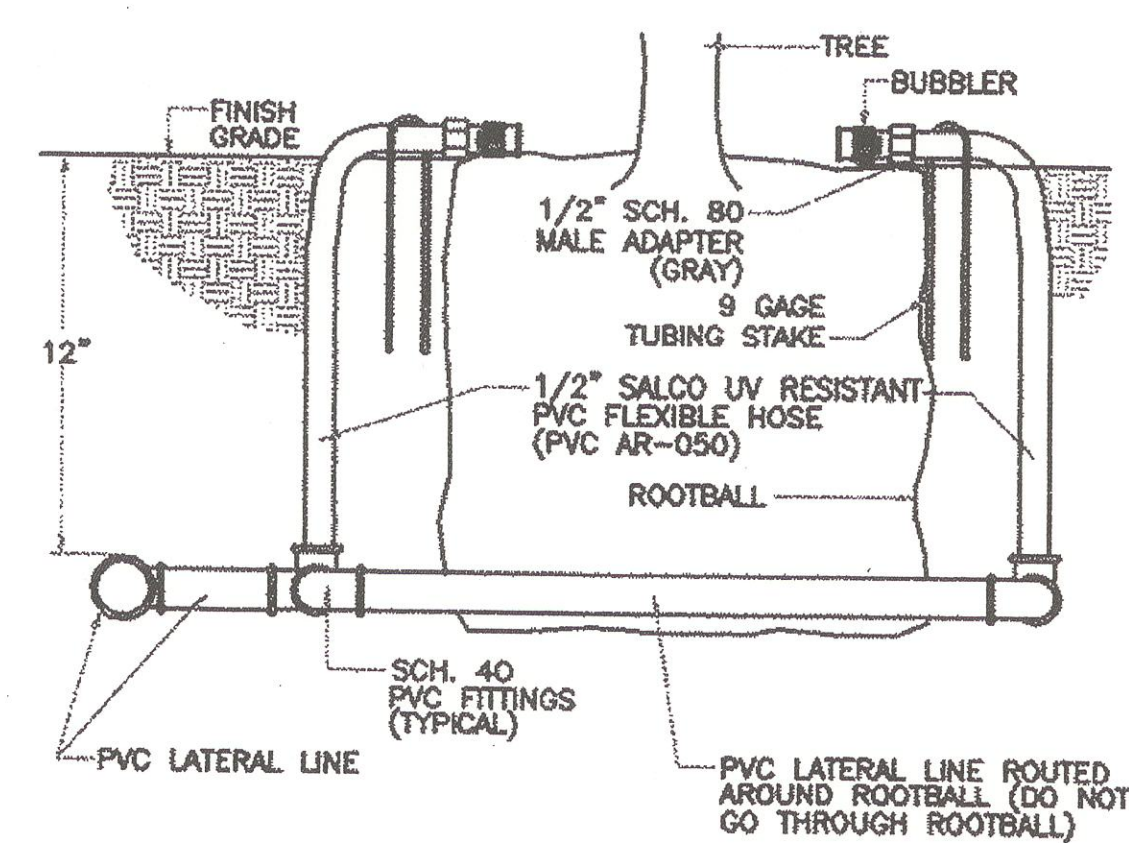 TREE
BUBBLER
FINISH
GRADE
1/2" SCH. 80
MALE ADAPTER
(GRAY)
9 GAGE
TUBING STAKE
12"
1/2" SALCO UV RESISTANT
PVC FLEXIBLE HOSE
(PVC AR-050)
ROOTBALL
SCH. 40
PVC FITTINGS
(TYPICAL)
PVC LATERAL LINE
PVC LATERAL LINE ROUTED
AROUND ROOTBALL (DO NOT
GO THROUGH ROOTBALL)